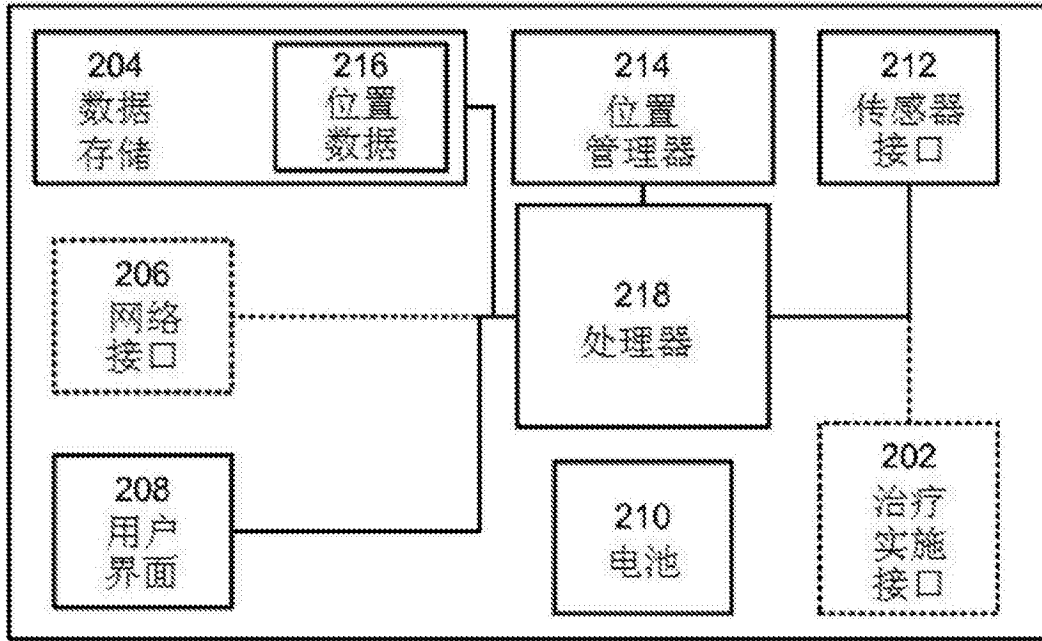 204
数据
存储
216
位置
数据
214
位置
管理器
212
传感器
接口
206
网络
接口
218
处理器
208
用户
界面
210
电池
202
治疗
实施
接口